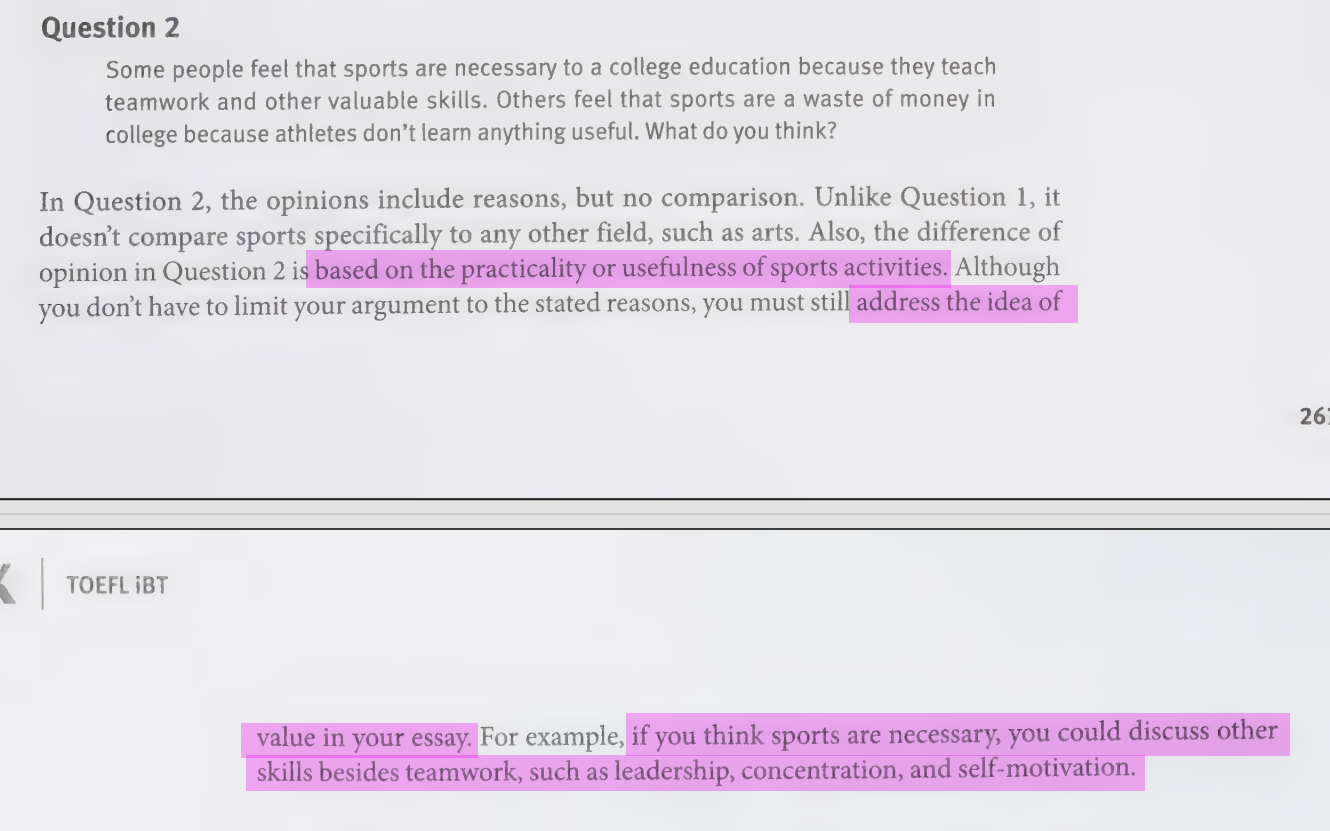 Question 2
Some people feel that sports are necessary to a college education because they teach
teamwork and other valuable skills. Others feel that sports are a waste of money in
college because athletes don't learn anything useful. What do you think?
In Question 2, the opinions include reasons, but no comparison. Unlike Question 1, it
doesn't compare sports specifically to any other field, such as arts. Also, the difference of
opinion in Question 2 is based on the practicality or usefulness of sports activities. Although
you don't have to limit your argument to the stated reasons, you must still address the idea of
TOEFL iBT
value in your essay. For example, if you think sports are necessary, you could discuss other
skills besides teamwork, such as leadership, concentration, and self-motivation.